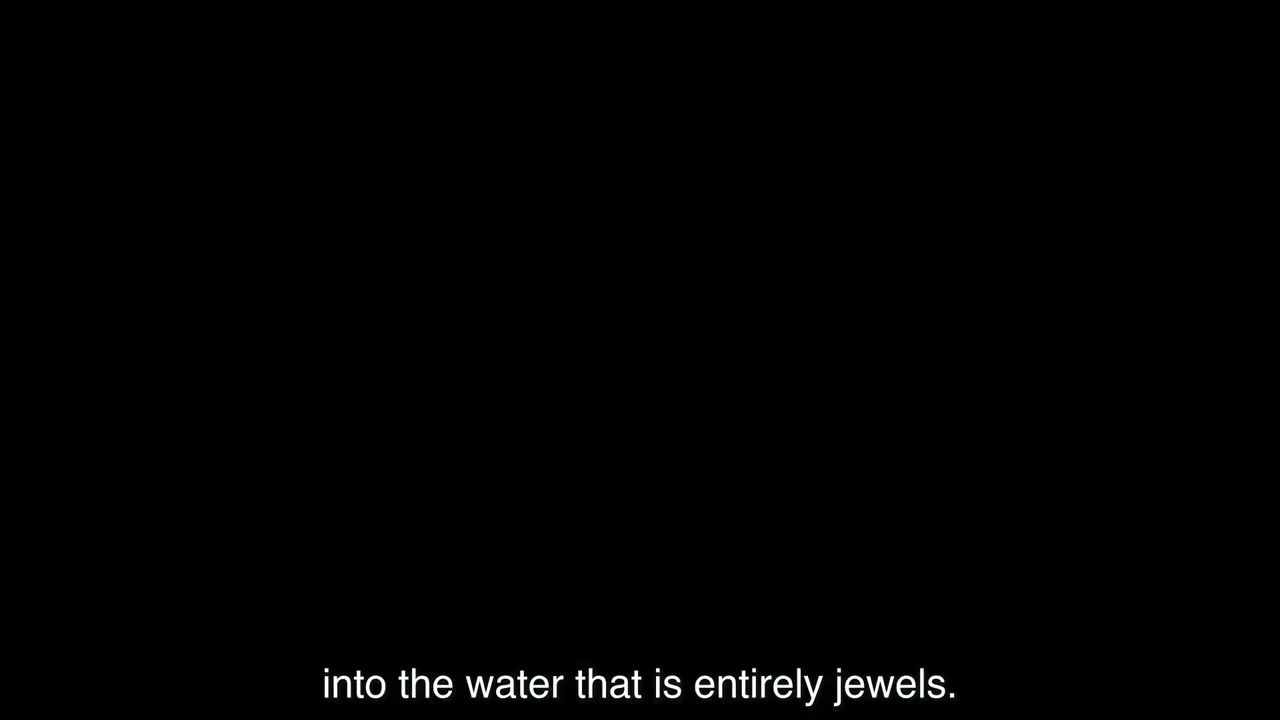 into the water that is entirely jewels.